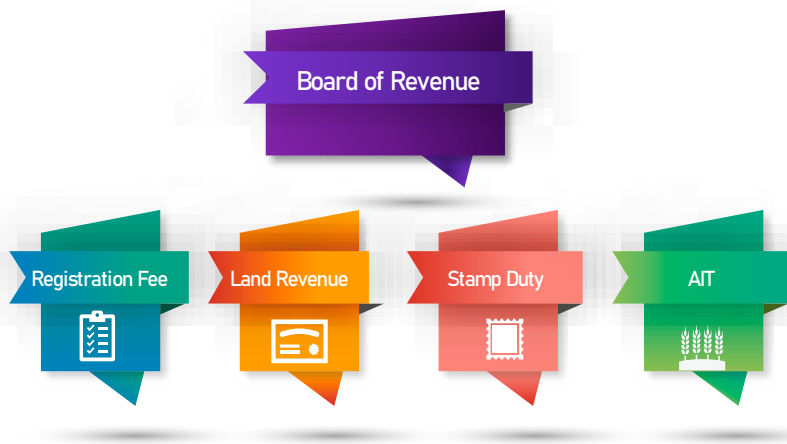 Board of Revenue
Registration Fee
Land Revenue
Stamp Duty
AIT